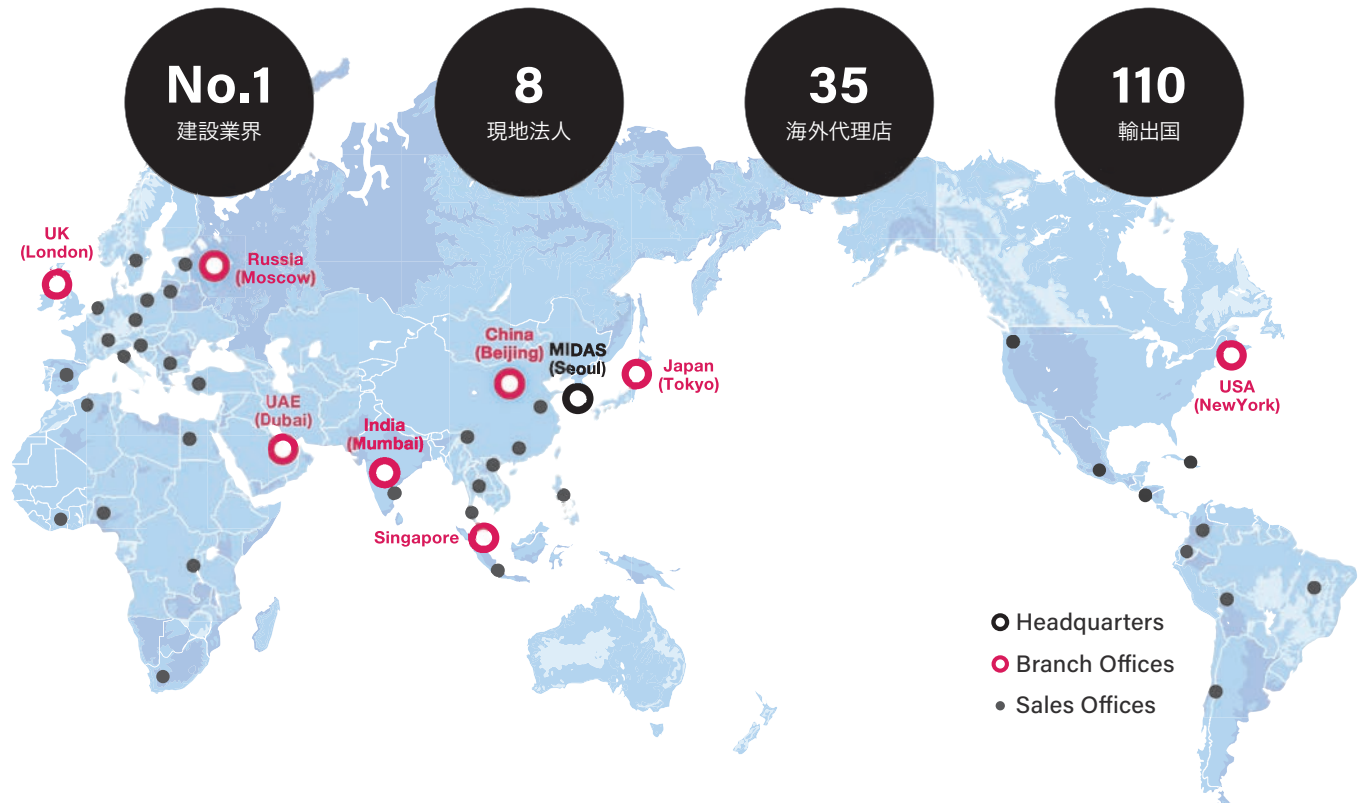 No.1
建設業界
8
現地法人
35
海外代理店
110
輸出国
UK
(London)
Russia
(Moscow)
China
(Beijing)
MIDAS
(Seoul)
Japan
(Tokyo)
USA
(NewYork)
UAE
(Dubai)
India
(Mumbai)
Singapore
Headquarters
Branch Offices
Sales Offices